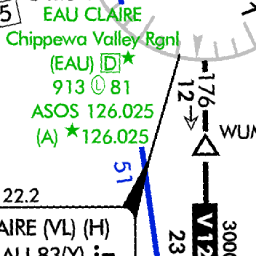 5
EAU CLAIRE
Chippewa Valley Rgnl
(EAU) D★
913 Ⓛ 81
ASOS 126.025
(A) ★126.025
176
12
WUM
51
22.2
AIRE (VL) (H)
V12
23
3000